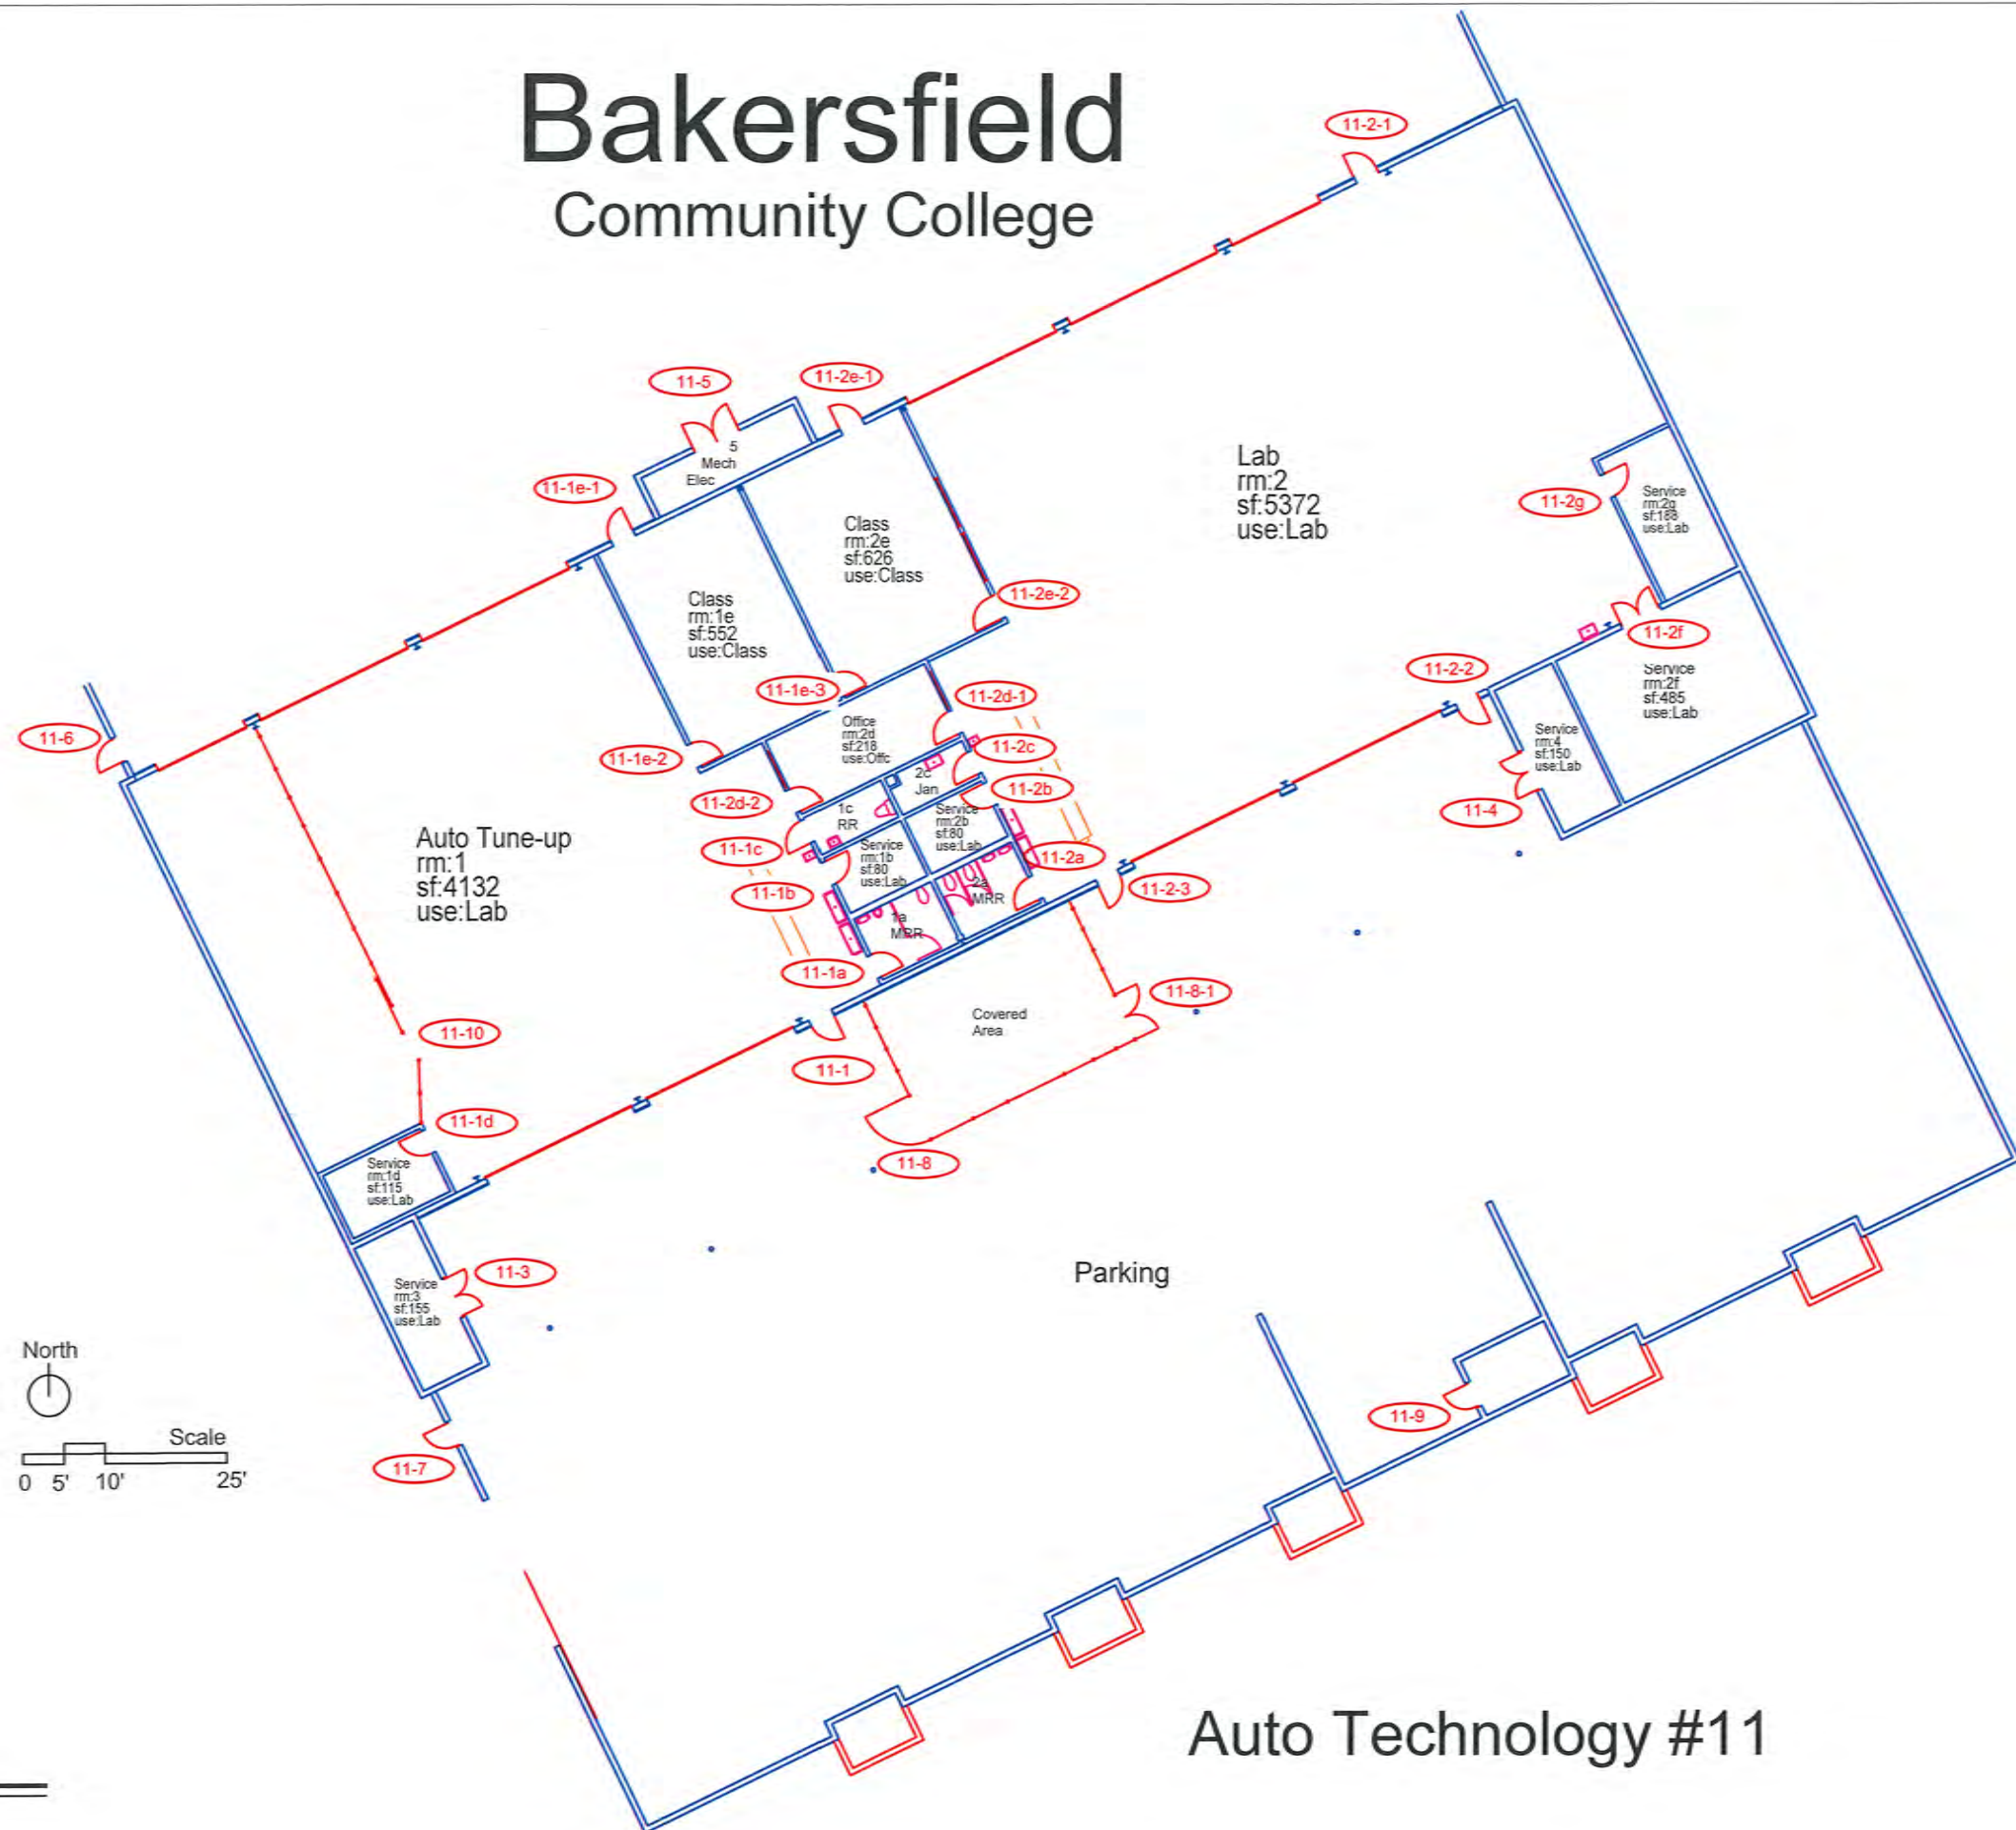 Bakersfield
Community College
11-2-1
11-5
11-2e-1
5
Mech
Elec
11-1e-1
Lab
rm:2
sf:5372
use:Lab
11-2g
Service
rm:2g
sf:188
use:Lab
Class
rm:2e
sf:626
use:Class
11-2e-2
Class
rm:1e
sf:552
use:Class
11-2f
Service
rm:2f
sf:485
use:Lab
11-2-2
11-1e-3
11-2d-1
Office
rm:2d
sf:218
use:Offc
11-6
11-1e-2
11-2c
2c
Jan
11-2b
11-2d-2
Service
rm:4
sf:150
use:Lab
11-4
1c
RR
Service
rm:2b
sf:80
use:Lab
Auto Tune-up
rm:1
sf:4132
use:Lab
11-1c
Service
rm:1b
sf:80
use:Lab
11-2a
11-1b
2a
MRR
11-2-3
1a
MRR
11-1a
11-8-1
Covered
Area
11-10
11-1
11-1d
11-8
Service
rm:1d
sf:115
use:Lab
11-3
Service
rm:3
sf:155
use:Lab
Parking
North
Scale
0 5' 10' 25'
11-9
11-7
Auto Technology #11